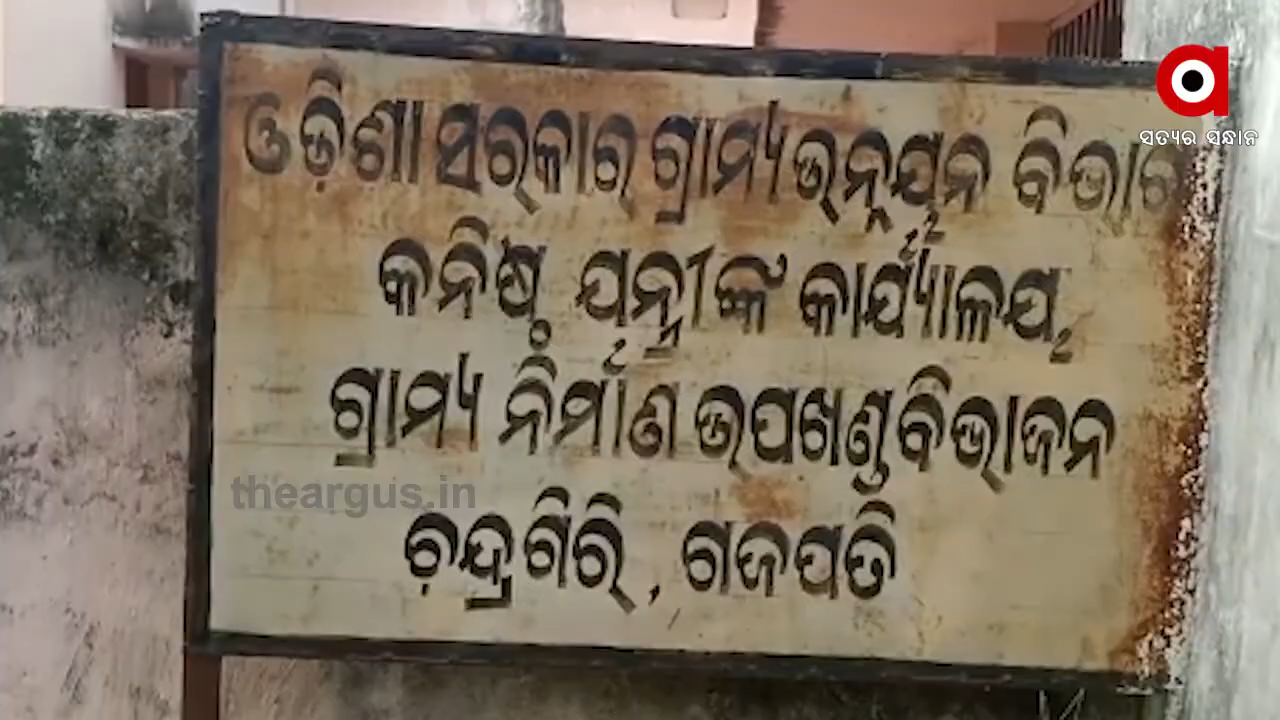 ସତ୍ୟର ସନ୍ଧାନ
ଓଡ଼ିଶା ସରକାର ଗ୍ରାମ୍ୟ ଉନ୍ନୟନ ବିଭାଗ
କନିଷ୍ଠ ଯନ୍ତ୍ରୀଙ୍କ କାର୍ଯ୍ୟାଳୟ,
ଗ୍ରାମ୍ୟ ନିର୍ମାଣ ଉପଖଣ୍ଡ ବିଭାଜନ
theargus.in
ଚନ୍ଦ୍ରଗିରି, ଗଜପତି